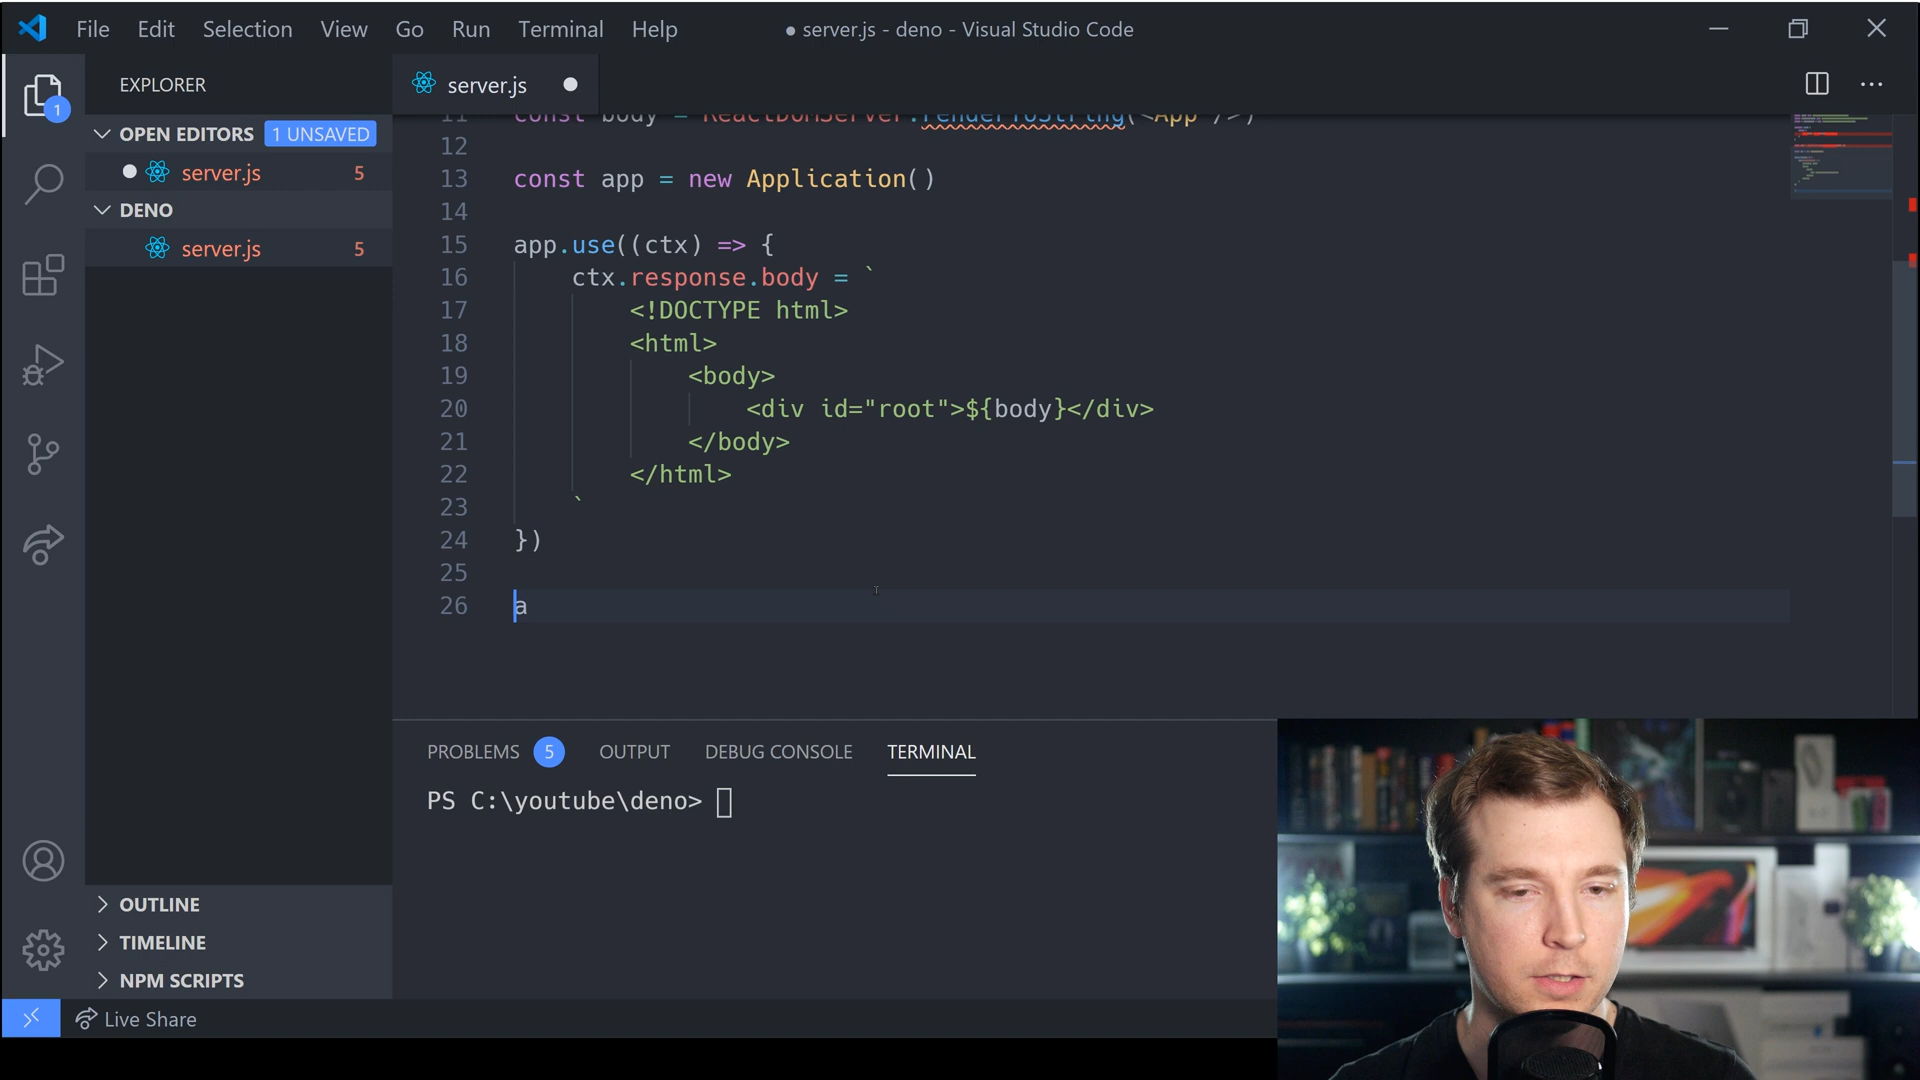 File Edit Selection View Go Run Terminal Help
● server.js - deno - Visual Studio Code
EXPLORER
server.js
1
OPEN EDITORS 1 UNSAVED
server.js 5
DENO
server.js 5
11 const body = ReactDomServer.renderToString(<App />)
12
13 const app = new Application()
14
15 app.use((ctx) => {
16 ctx.response.body = `
17 <!DOCTYPE html>
18 <html>
19 <body>
20 <div id="root">${body}</div>
21 </body>
22 </html>
23 `
24 })
25
26 a
PROBLEMS 5 OUTPUT DEBUG CONSOLE TERMINAL
PS C:\youtube\deno>
OUTLINE
TIMELINE
NPM SCRIPTS
Live Share